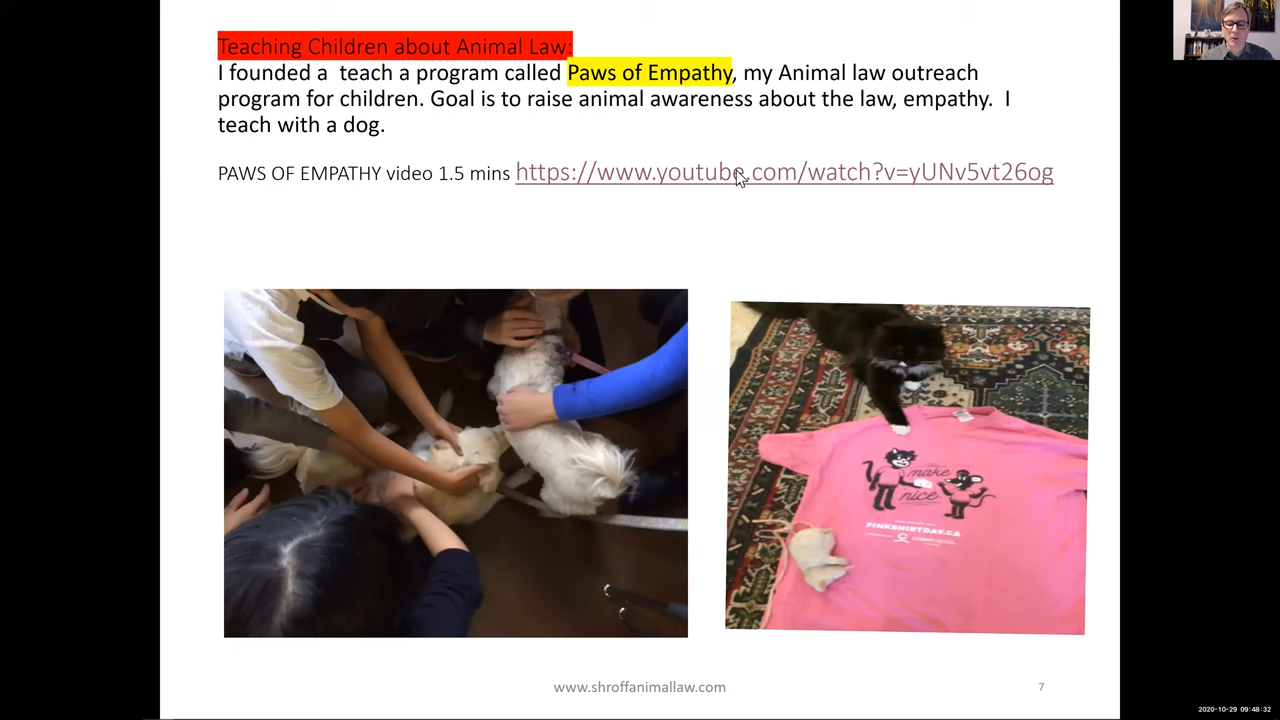 Teaching Children about Animal Law:
I founded a  teach a program called Paws of Empathy, my Animal law outreach
program for children. Goal is to raise animal awareness about the law, empathy.  I
teach with a dog.
PAWS OF EMPATHY video 1.5 mins https://www.youtube.com/watch?v=yUNv5vt26og
make
nice
PINKSHIRTDAY.CA
www.shroffanimallaw.com
7
2020-10-29 09:48:32